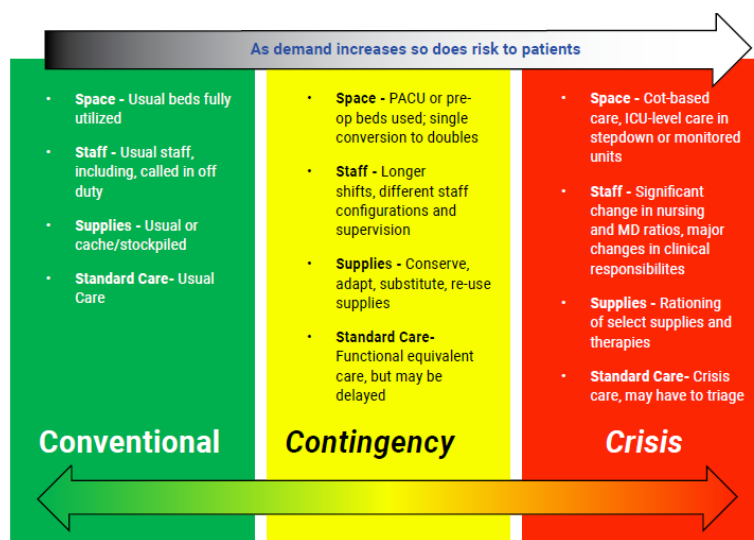 As demand increases so does risk to patients
• Space - Usual beds fully
utilized
• Staff - Usual staff,
including, called in off
duty
• Supplies - Usual or
cache/stockpiled
• Standard Care- Usual
Care
Conventional
• Space - PACU or pre-
op beds used; single
conversion to doubles
• Staff - Longer
shifts, different staff
configurations and
supervision
• Supplies - Conserve,
adapt, substitute, re-use
supplies
• Standard Care-
Functional equivalent
care, but may be
delayed
Contingency
• Space - Cot-based
care, ICU-level care in
stepdown or monitored
units
• Staff - Significant
change in nursing
and MD ratios, major
changes in clinical
responsibilites
• Supplies - Rationing
of select supplies and
therapies
• Standard Care- Crisis
care, may have to triage
Crisis